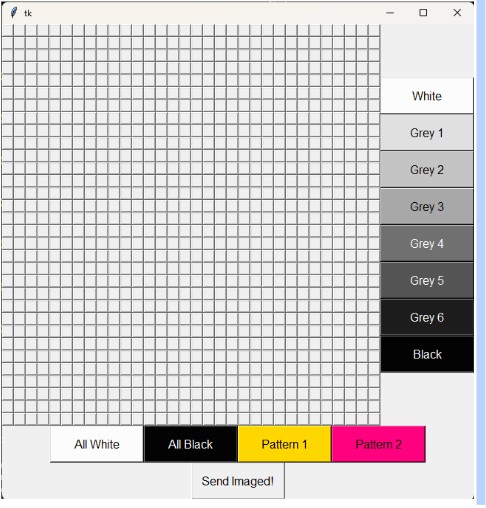 tk
White
Grey 1
Grey 2
Grey 3
Grey 4
Grey 5
Grey 6
Black
All White All Black Pattern 1 Pattern 2
Send Imaged!